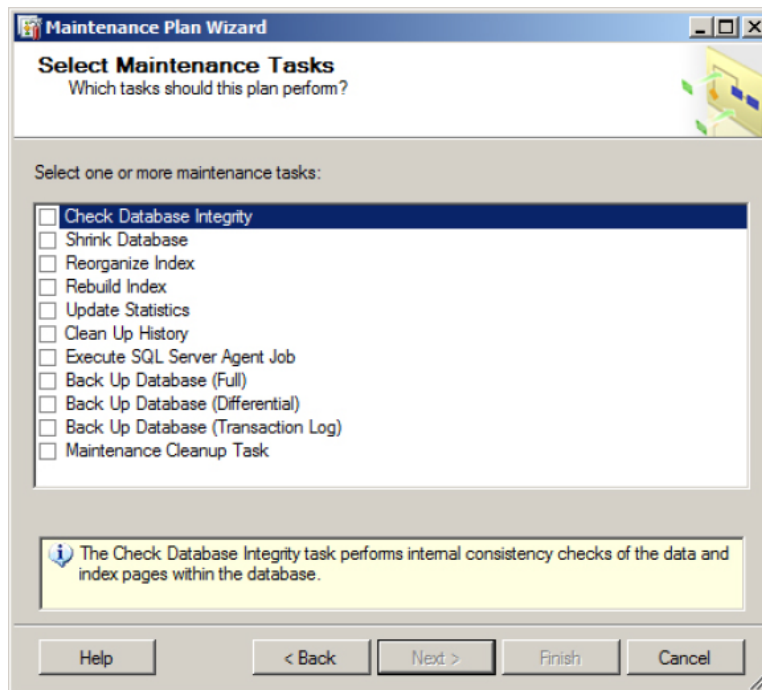 Maintenance Plan Wizard
Select Maintenance Tasks
Which tasks should this plan perform?
Select one or more maintenance tasks:
Check Database Integrity
Shrink Database
Reorganize Index
Rebuild Index
Update Statistics
Clean Up History
Execute SQL Server Agent Job
Back Up Database (Full)
Back Up Database (Differential)
Back Up Database (Transaction Log)
Maintenance Cleanup Task
The Check Database Integrity task performs internal consistency checks of the data and
index pages within the database.
Help
< Back
Next >
Finish
Cancel